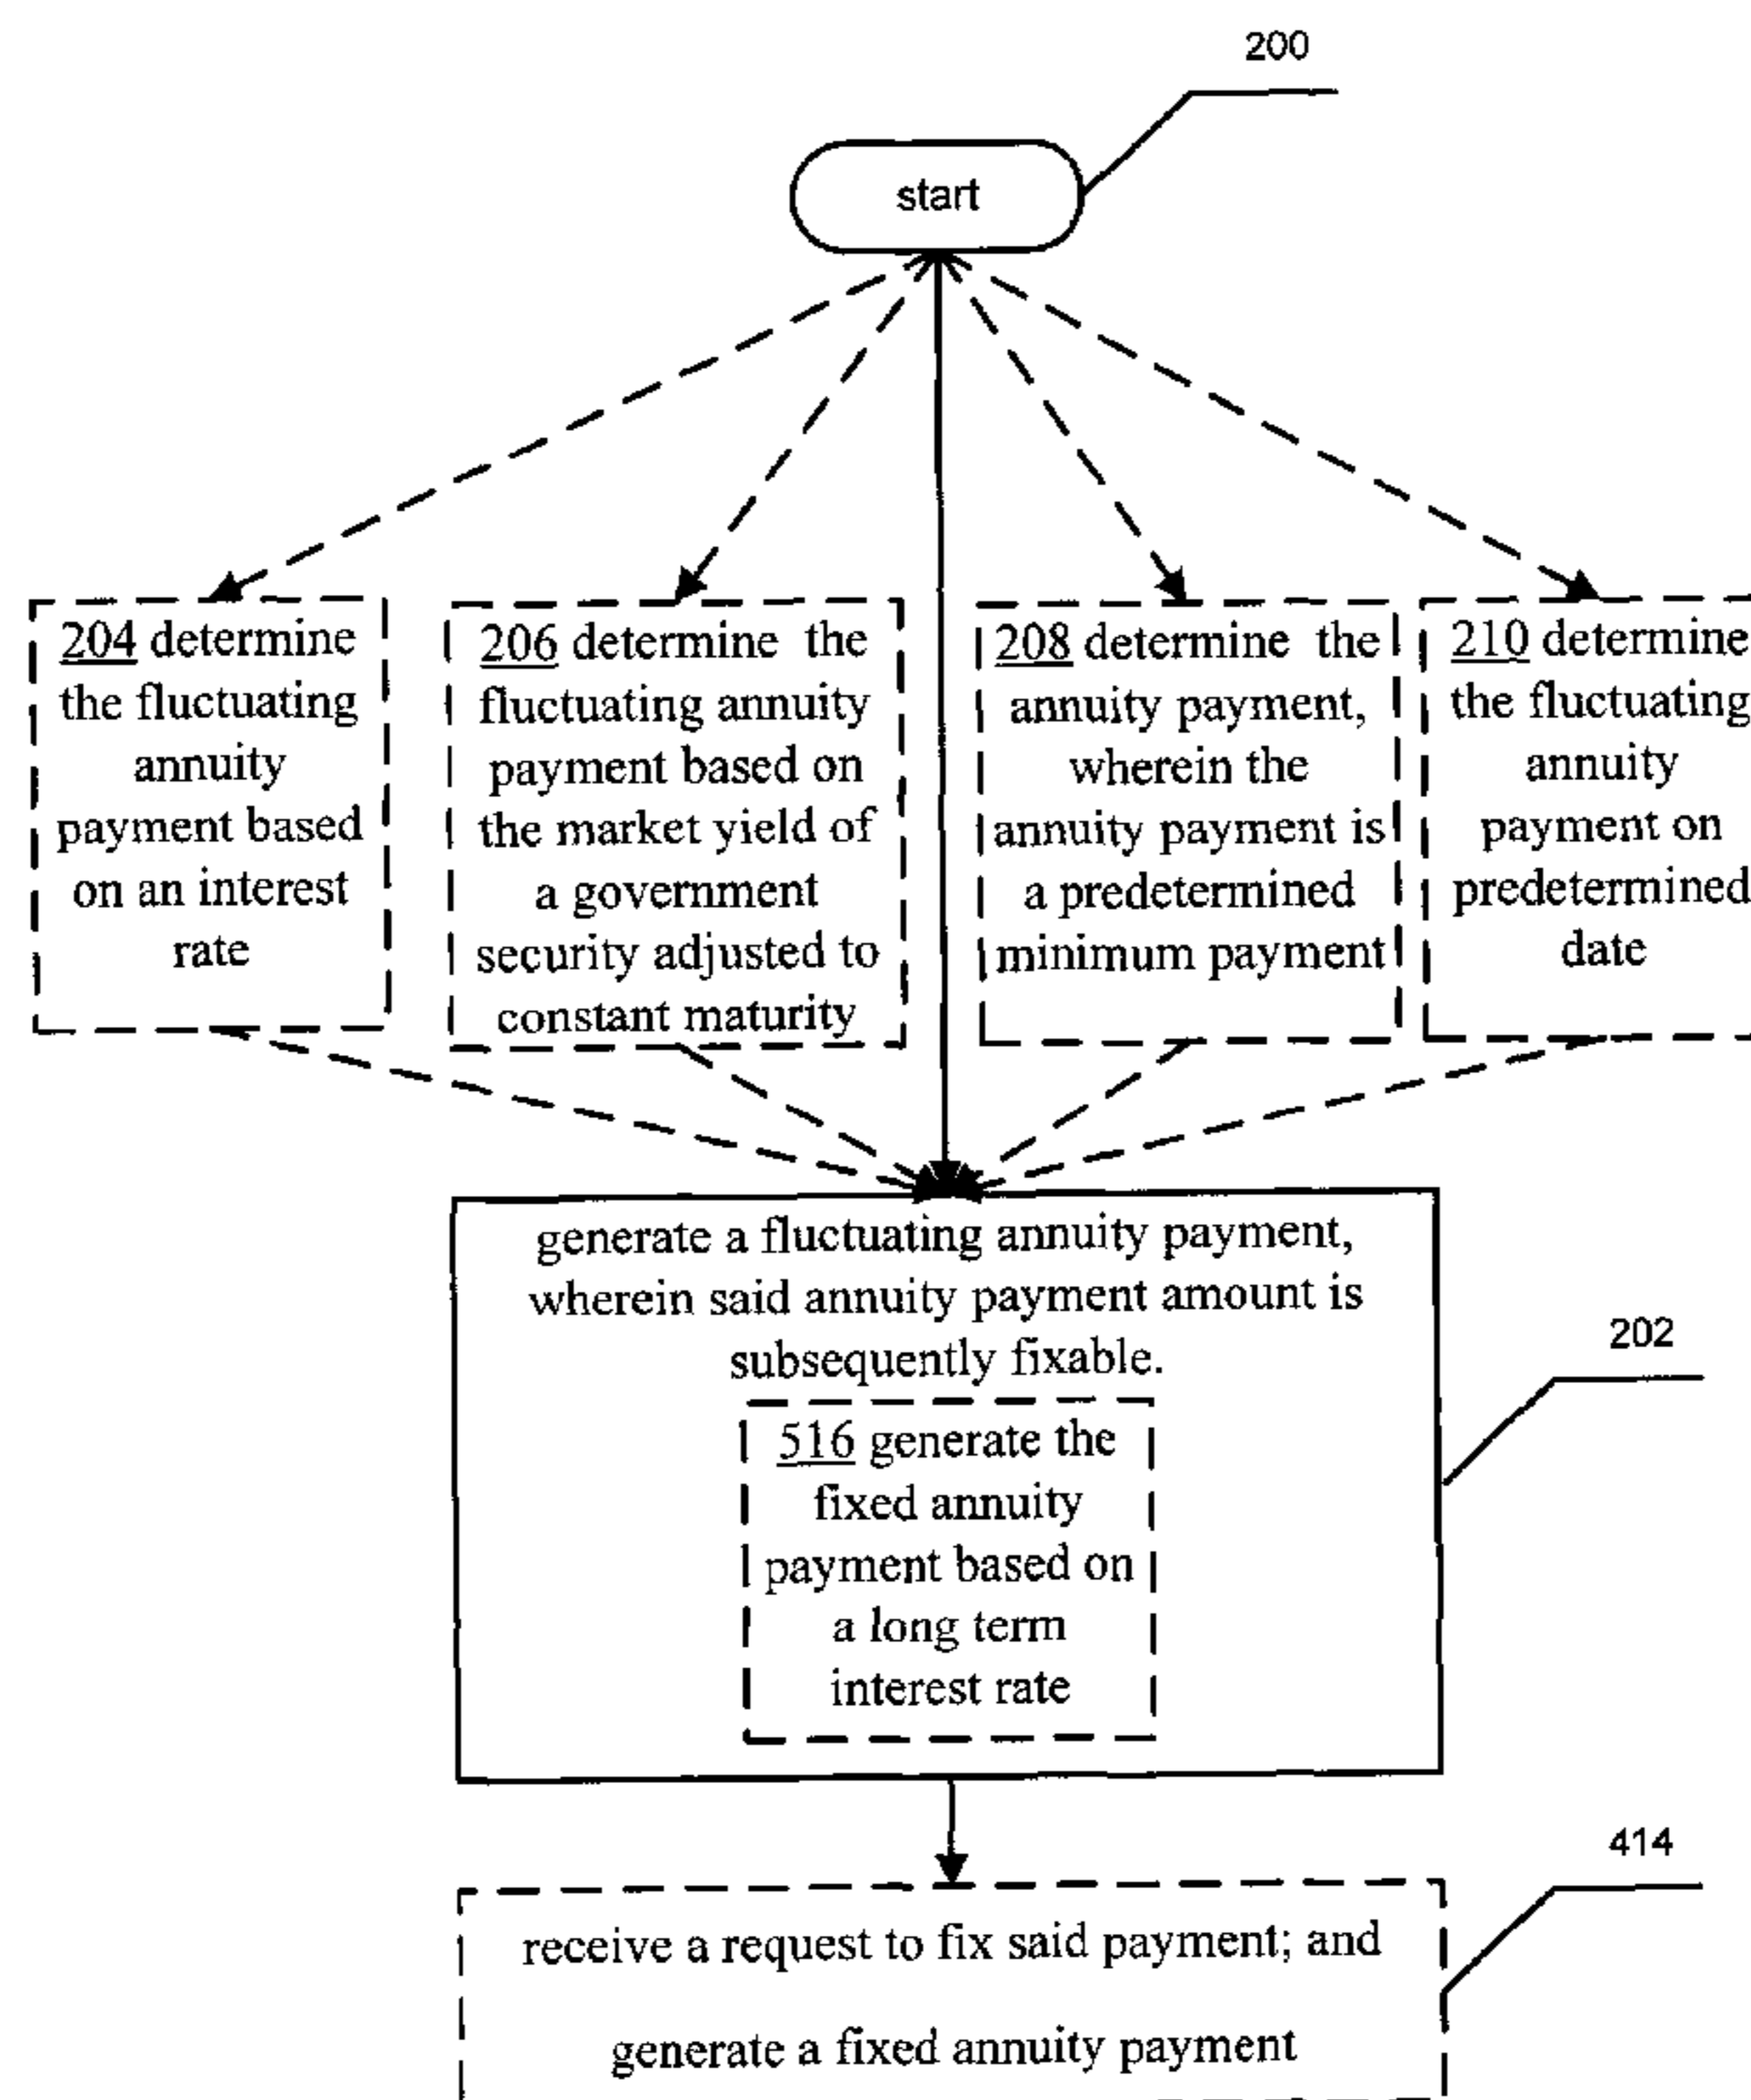 200
start
204 determine
the fluctuating
annuity
payment based
on an interest
rate
206 determine the
fluctuating annuity
payment based on
the market yield of
a government
security adjusted to
constant maturity
208 determine the
annuity payment,
wherein the
annuity payment is
a predetermined
minimum payment
210 determine
the fluctuating
annuity
payment on
predetermined
date
generate a fluctuating annuity payment,
wherein said annuity payment amount is
subsequently fixable.
202
516 generate the
fixed annuity
payment based on
a long term
interest rate
414
receive a request to fix said payment; and
generate a fixed annuity payment